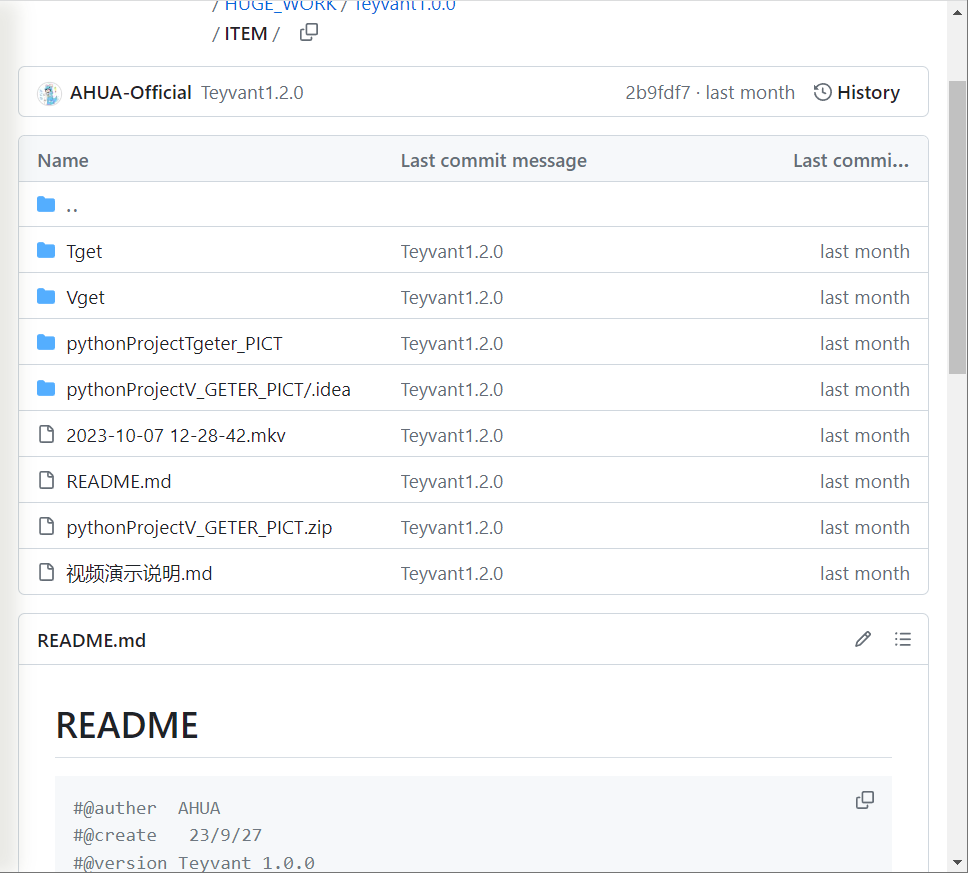 / HUGE_WORK / Teyvant1.0.0
/ ITEM /
AHUA-Official Teyvant1.2.0 2b9fdf7 · last month History
Name Last commit message Last commi...
..
Tget Teyvant1.2.0 last month
Vget Teyvant1.2.0 last month
pythonProjectTgeter_PICT Teyvant1.2.0 last month
pythonProjectV_GETER_PICT/.idea Teyvant1.2.0 last month
2023-10-07 12-28-42.mkv Teyvant1.2.0 last month
README.md Teyvant1.2.0 last month
pythonProjectV_GETER_PICT.zip Teyvant1.2.0 last month
视频演示说明.md Teyvant1.2.0 last month
README.md
README
#@auther AHUA
#@create 23/9/27
#@version Teyvant 1.0.0